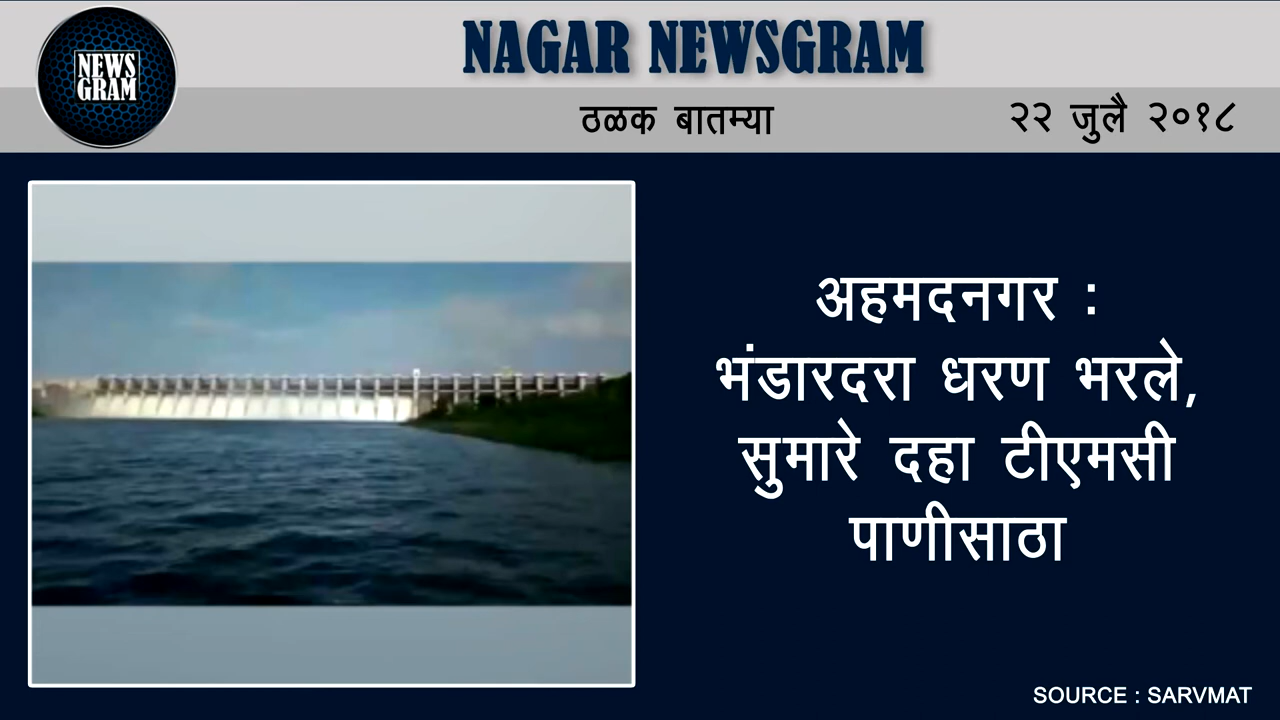 NEWS
GRAM
NAGAR NEWSGRAM
ठळक बातम्या
२२ जुलै २०१८
अहमदनगर :
भंडारदरा धरण भरले,
सुमारे दहा टीएमसी
पाणीसाठा
SOURCE : SARVMAT